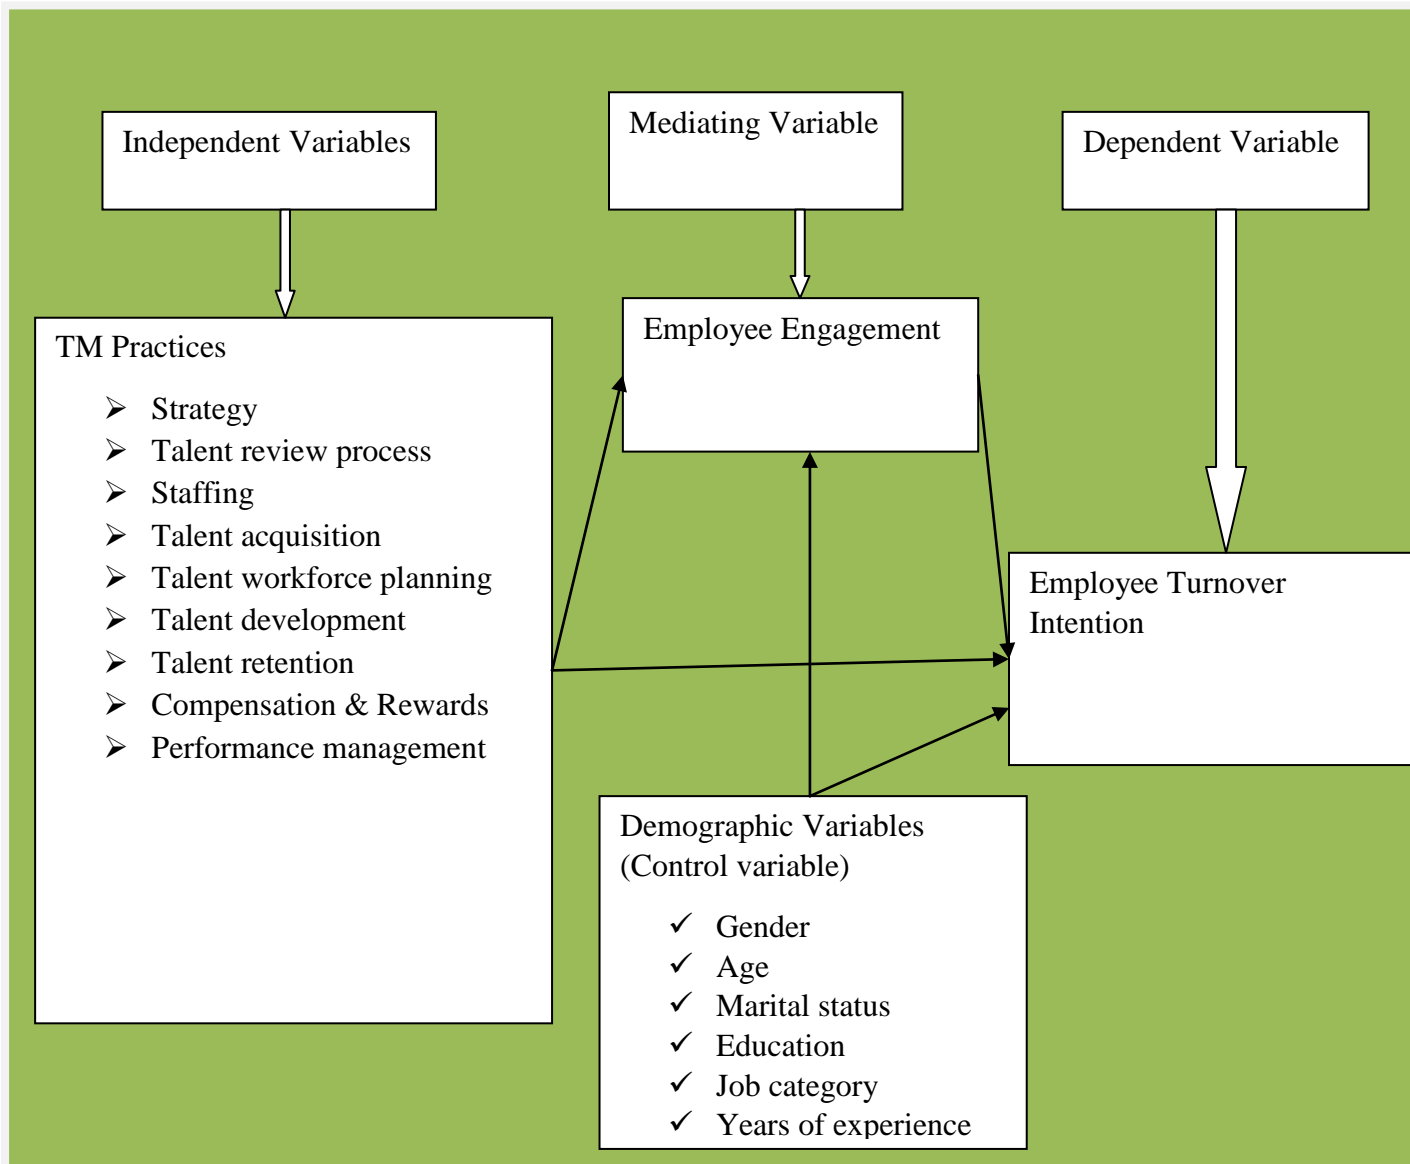 Independent Variables
Mediating Variable
Dependent Variable
TM Practices
Strategy
Talent review process
Staffing
Talent acquisition
Talent workforce planning
Talent development
Talent retention
Compensation & Rewards
Performance management
Employee Engagement
Employee Turnover
Intention
Demographic Variables
(Control variable)
Gender
Age
Marital status
Education
Job category
Years of experience